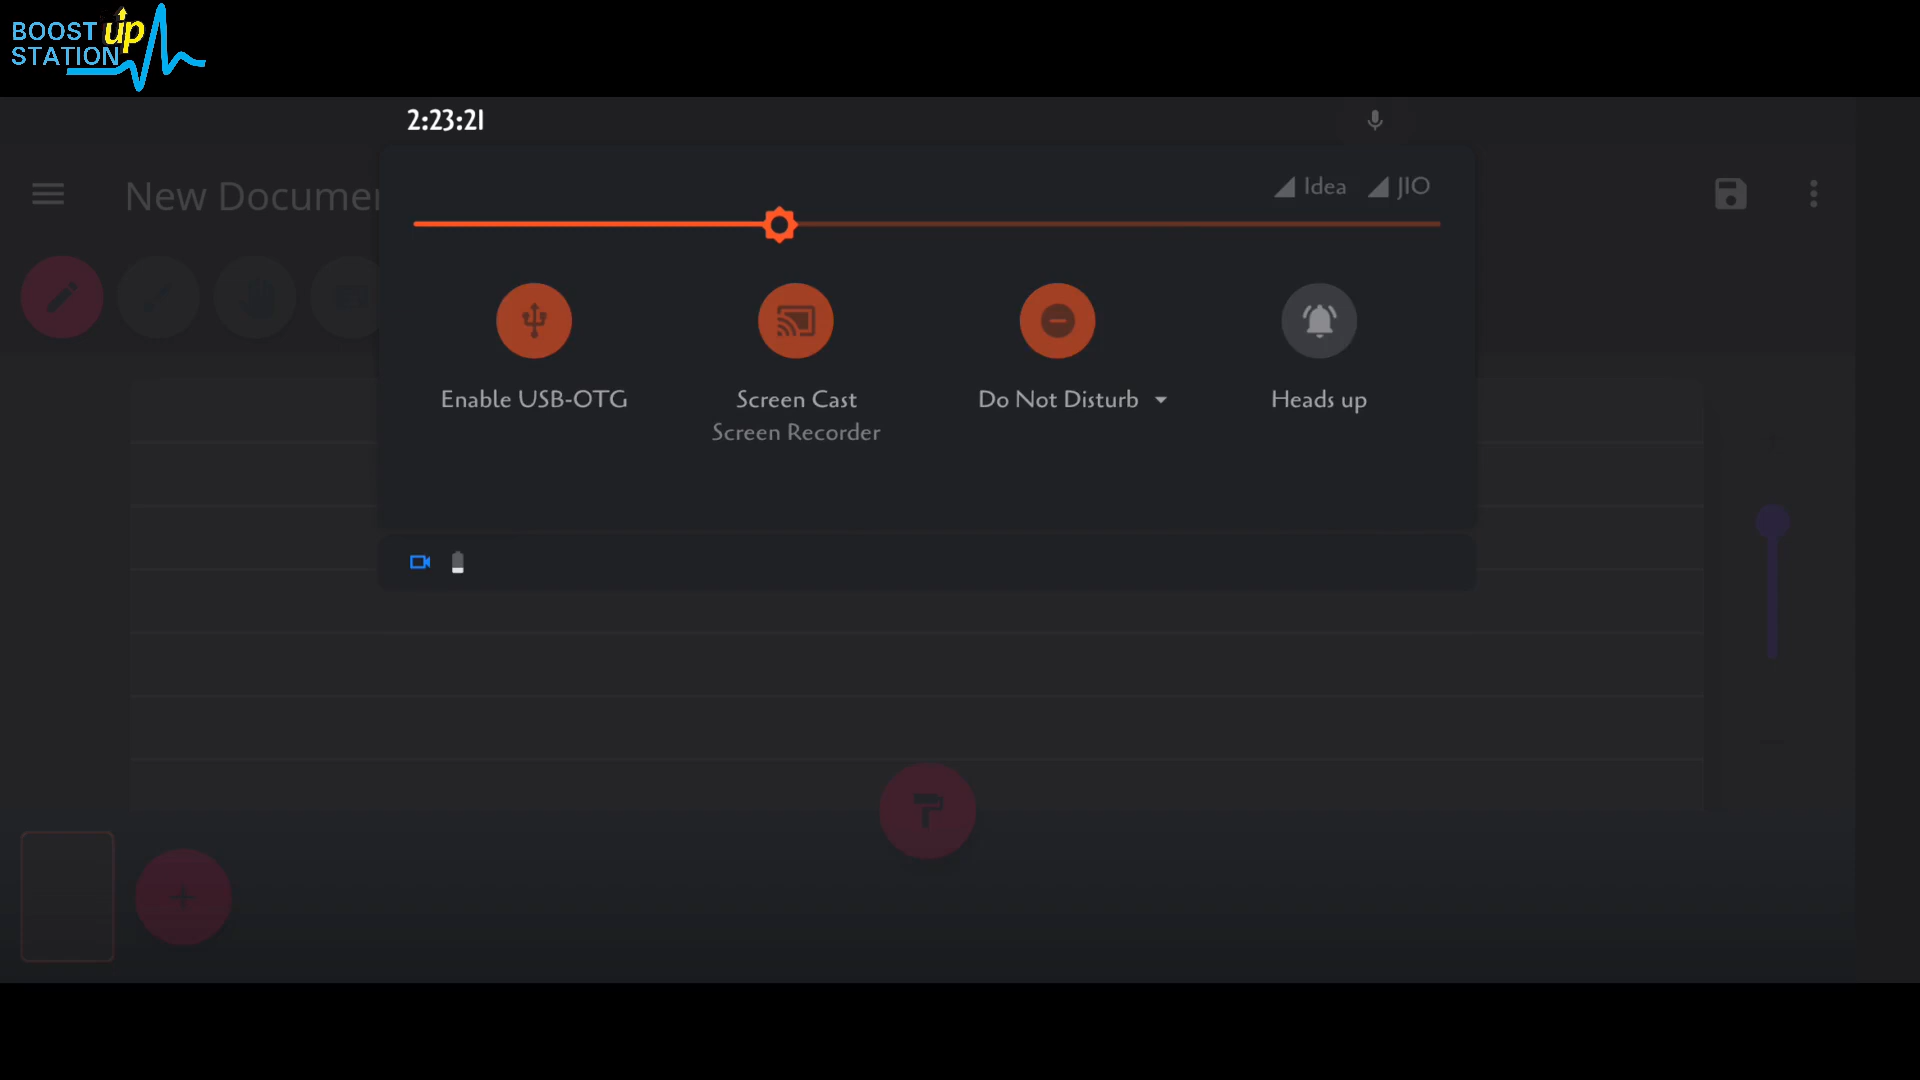 BOOST up
STATION
2:23:21
New Documen
Idea JIO
Enable USB-OTG
Screen Cast
Screen Recorder
Do Not Disturb
Heads up